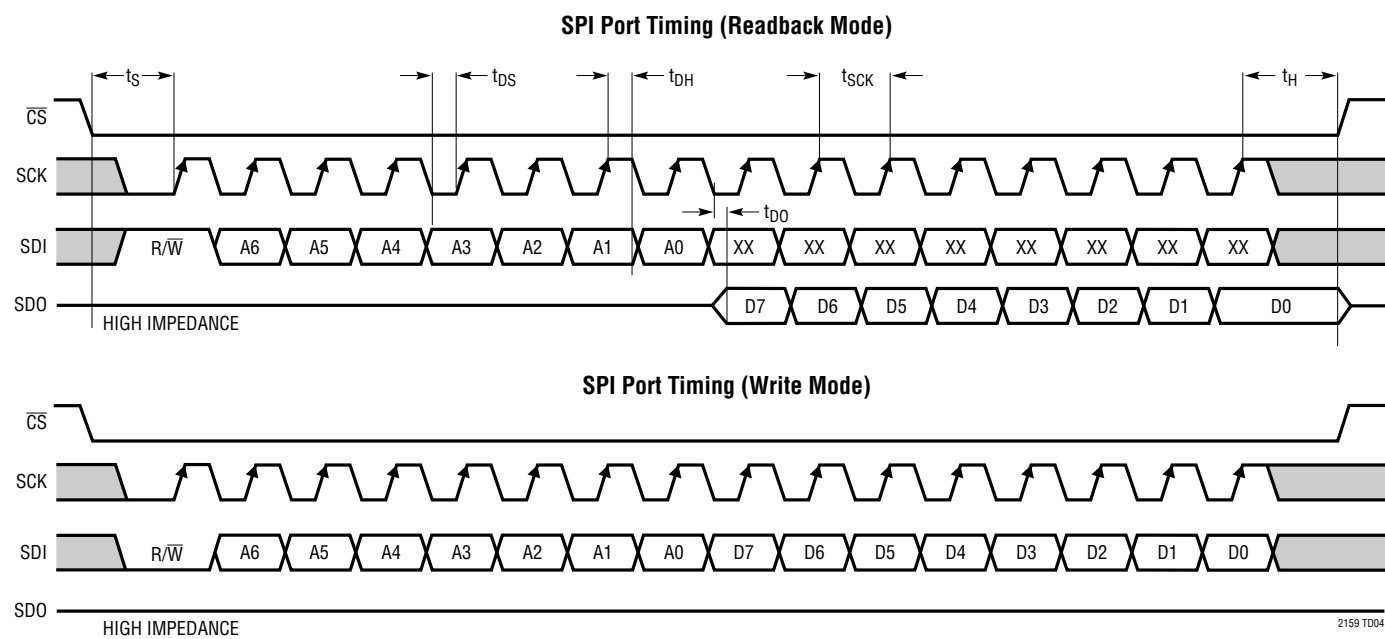 SPI Port Timing (Readback Mode)
tS tDS tDH tSCK tH
C̅S̅
SCK
tDO
SDI R/W̅ A6 A5 A4 A3 A2 A1 A0 XX XX XX XX XX XX XX XX
SDO D7 D6 D5 D4 D3 D2 D1 D0
HIGH IMPEDANCE
SPI Port Timing (Write Mode)
C̅S̅
SCK
SDI R/W̅ A6 A5 A4 A3 A2 A1 A0 D7 D6 D5 D4 D3 D2 D1 D0
SDO
HIGH IMPEDANCE
2159 TD04